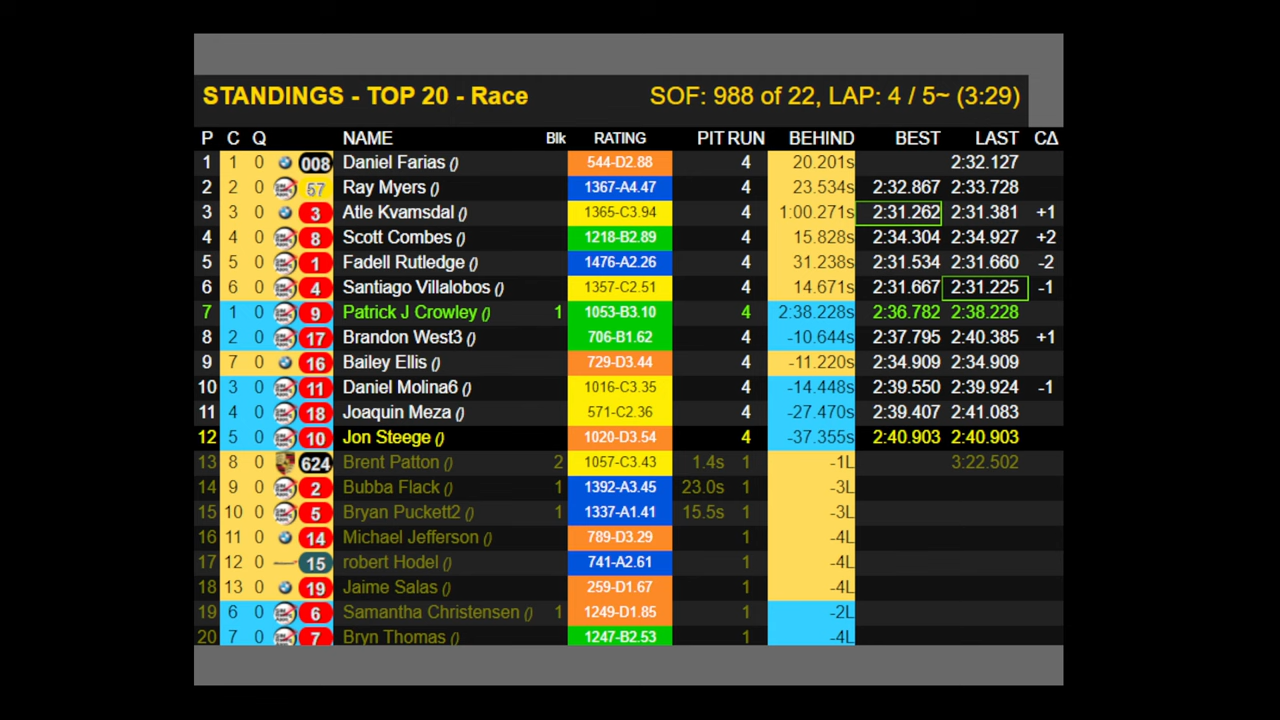 STANDINGS - TOP 20 - Race SOF: 988 of 22, LAP: 4 / 5~ (3:29)
P C Q NAME Blk RATING PIT RUN BEHIND BEST LAST CΔ
1 1 0 008 Daniel Farias () 544-D2.88 4 20.201s 2:32.127
2 2 0 57 Ray Myers () 1367-A4.47 4 23.534s 2:32.867 2:33.728
3 3 0 3 Atle Kvamsdal () 1365-C3.94 4 1:00.271s 2:31.262 2:31.381 +1
4 4 0 8 Scott Combes () 1218-B2.89 4 15.828s 2:34.304 2:34.927 +2
5 5 0 1 Fadell Rutledge () 1476-A2.26 4 31.238s 2:31.534 2:31.660 -2
6 6 0 4 Santiago Villalobos () 1357-C2.51 4 14.671s 2:31.667 2:31.225 -1
7 1 0 9 Patrick J Crowley () 1 1053-B3.10 4 2:38.228s 2:36.782 2:38.228
8 2 0 17 Brandon West3 () 706-B1.62 4 -10.644s 2:37.795 2:40.385 +1
9 7 0 16 Bailey Ellis () 729-D3.44 4 -11.220s 2:34.909 2:34.909
10 3 0 11 Daniel Molina6 () 1016-C3.35 4 -14.448s 2:39.550 2:39.924 -1
11 4 0 18 Joaquin Meza () 571-C2.36 4 -27.470s 2:39.407 2:41.083
12 5 0 10 Jon Steege () 1020-D3.54 4 -37.355s 2:40.903 2:40.903
13 8 0 624 Brent Patton () 2 1057-C3.43 1.4s 1 -1L 3:22.502
14 9 0 2 Bubba Flack () 1 1392-A3.45 23.0s 1 -3L
15 10 0 5 Bryan Puckett2 () 1 1337-A1.41 15.5s 1 -3L
16 11 0 14 Michael Jefferson () 789-D3.29 1 -4L
17 12 0 15 robert Hodel () 741-A2.61 1 -4L
18 13 0 19 Jaime Salas () 259-D1.67 1 -4L
19 6 0 6 Samantha Christensen () 1 1249-D1.85 1 -2L
20 7 0 7 Bryn Thomas () 1247-B2.53 1 -4L